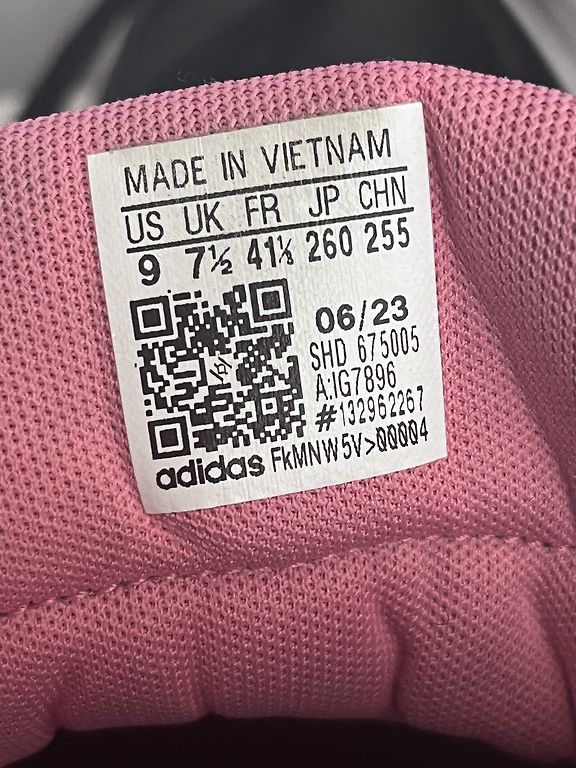 MADE IN VIETNAM
US UK FR JP CHN
9 7½ 41⅓ 260 255
06/23
SHD 675005
A:IG7896
#132962267
adidas FkMNW5V>00004